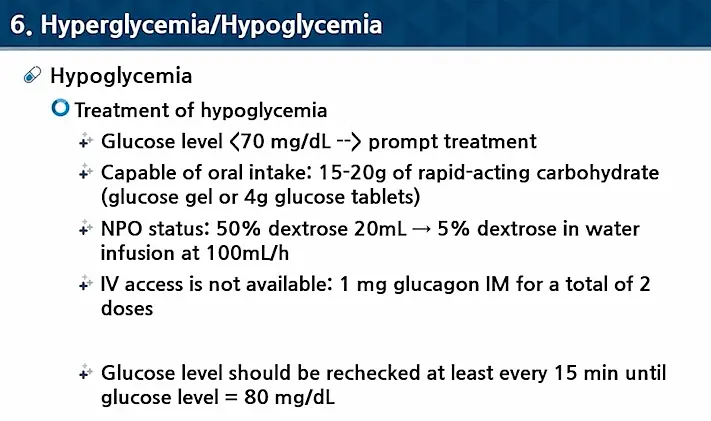 6. Hyperglycemia/Hypoglycemia
Hypoglycemia
Treatment of hypoglycemia
Glucose level <70 mg/dL --> prompt treatment
Capable of oral intake: 15-20g of rapid-acting carbohydrate
(glucose gel or 4g glucose tablets)
NPO status: 50% dextrose 20mL → 5% dextrose in water
infusion at 100mL/h
IV access is not available: 1 mg glucagon IM for a total of 2
doses
Glucose level should be rechecked at least every 15 min until
glucose level = 80 mg/dL